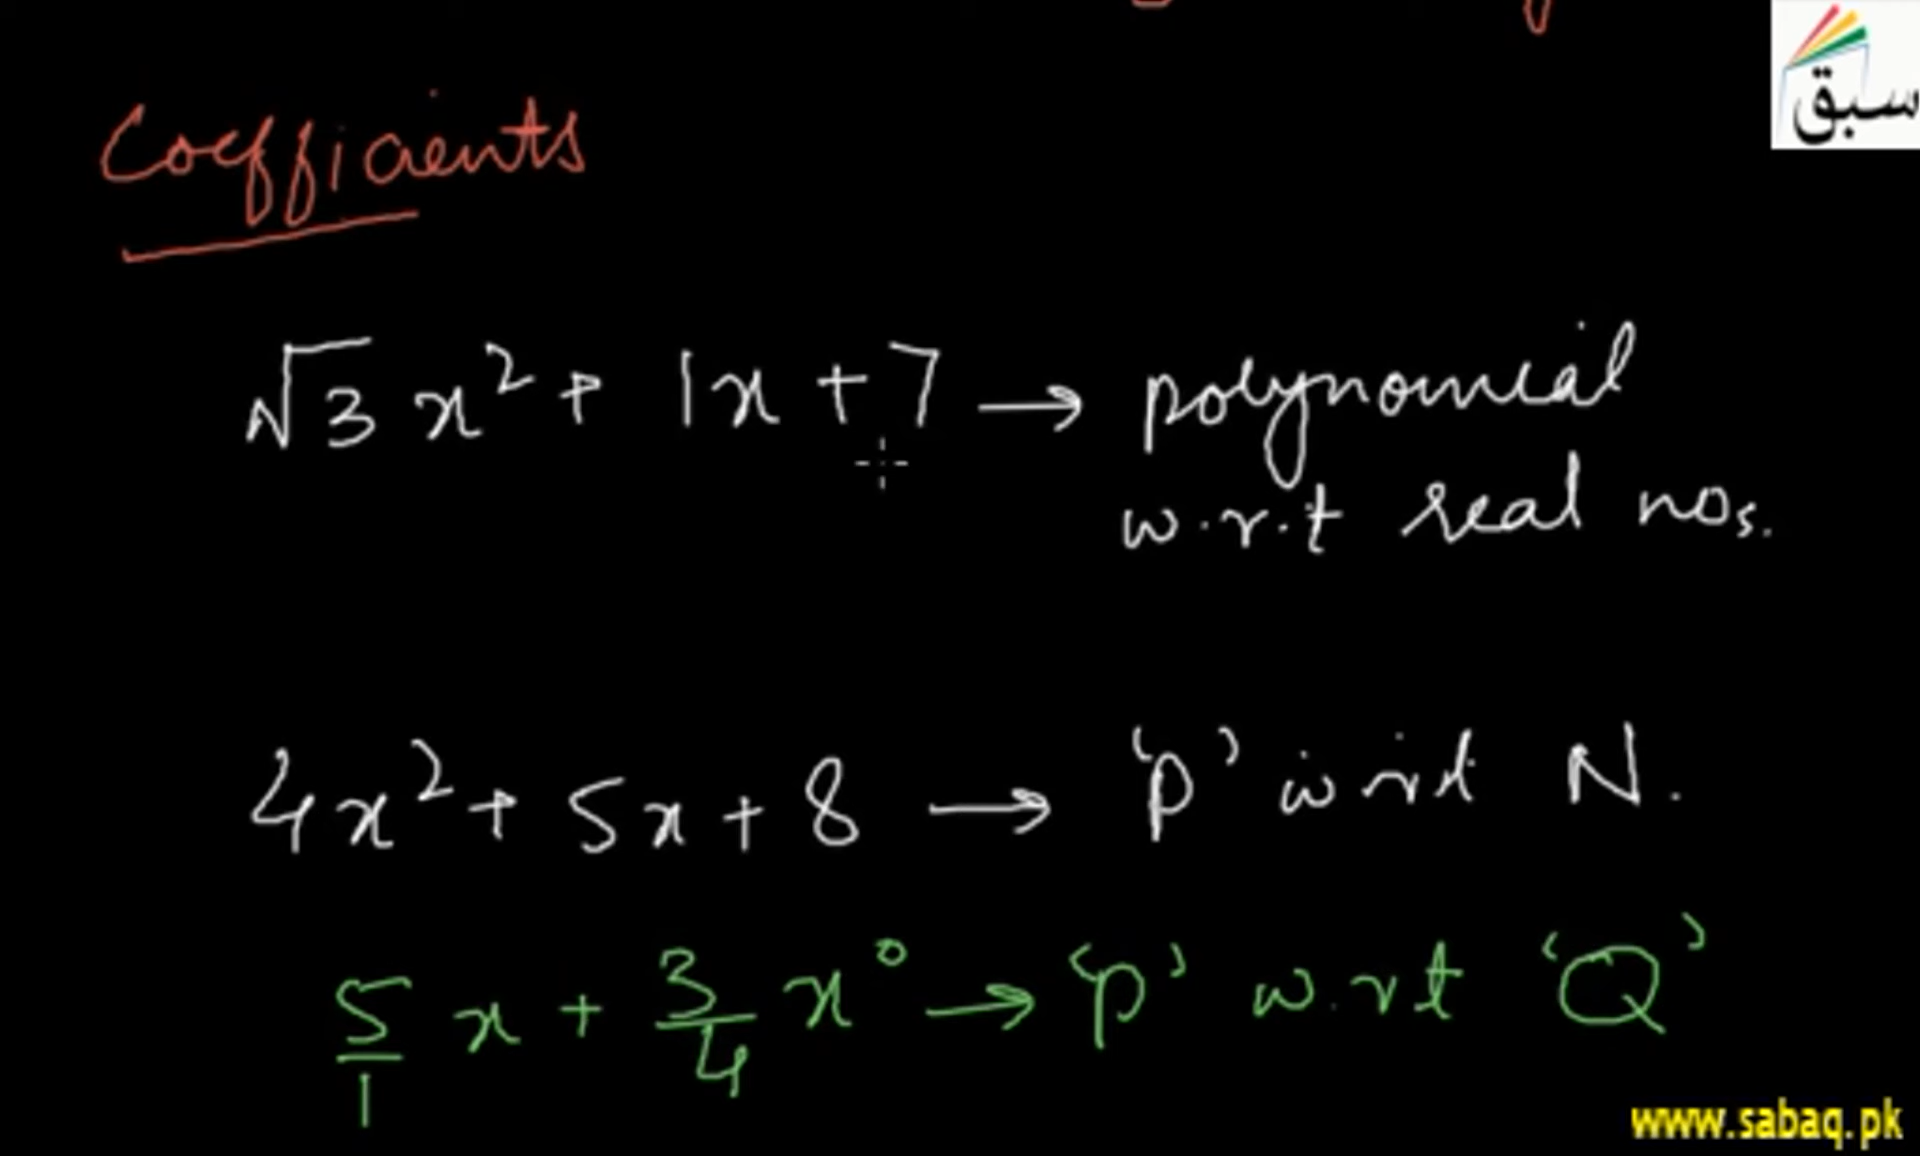 سبق
Coefficients
√3 x² + 1x + 7 → polynomial
w.r.t real nos.
4x² + 5x + 8 → 'p' w.r.t N.
5/1 x + 3/4 x⁰ → 'p' w.r.t 'Q'
www.sabaq.pk